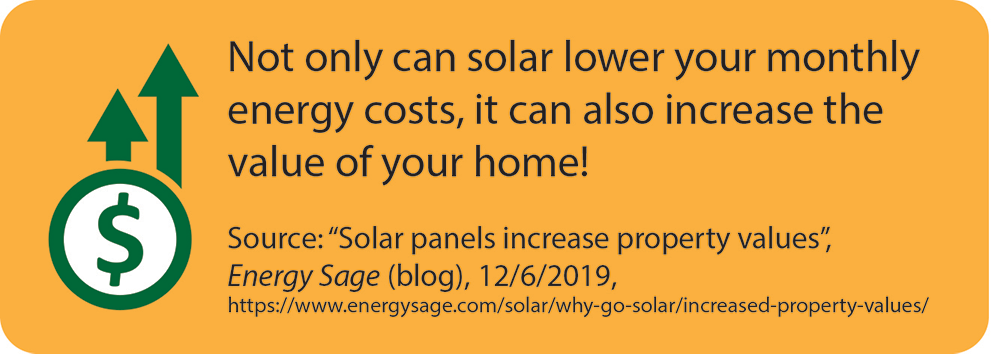 Not only can solar lower your monthly
energy costs, it can also increase the
value of your home!
$
Source: “Solar panels increase property values”,
Energy Sage (blog), 12/6/2019,
https://www.energysage.com/solar/why-go-solar/increased-property-values/